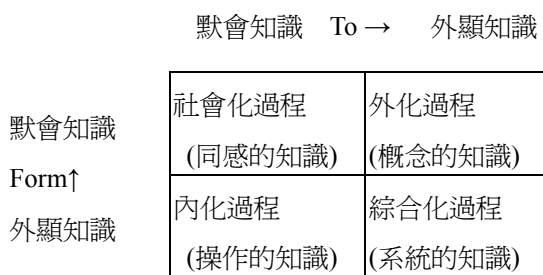 默會知識 To → 外顯知識
社會化過程 外化過程
默會知識
(同感的知識) (概念的知識)
Form↑
內化過程 綜合化過程
外顯知識
(操作的知識) (系統的知識)